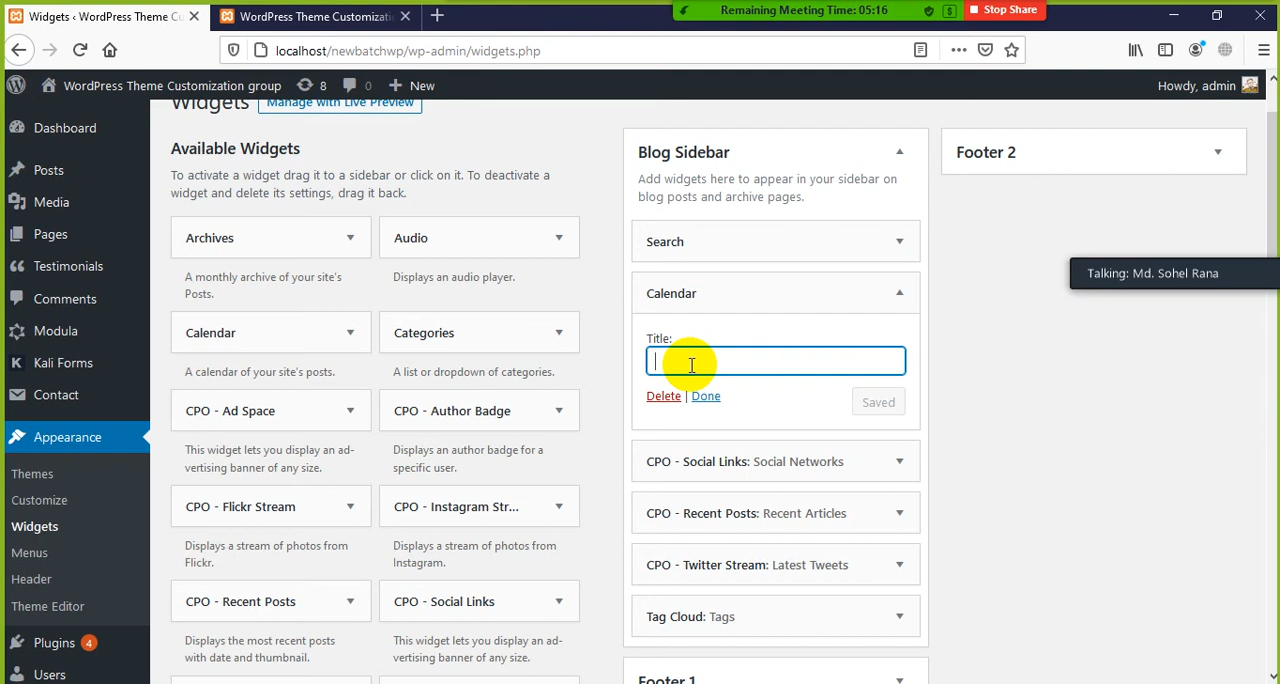 Widgets ‹ WordPress Theme Cu
WordPress Theme Customizati
Remaining Meeting Time: 05:16
Stop Share
localhost/newbatchwp/wp-admin/widgets.php
WordPress Theme Customization group
8
0
New
Howdy, admin
Widgets
Manage with Live Preview
Dashboard
Posts
Media
Pages
Testimonials
Comments
Modula
Kali Forms
Contact
Appearance
Themes
Customize
Widgets
Menus
Header
Theme Editor
Plugins 4
Users
Available Widgets
To activate a widget drag it to a sidebar or click on it. To deactivate a
widget and delete its settings, drag it back.
Archives
A monthly archive of your site's
Posts.
Audio
Displays an audio player.
Calendar
A calendar of your site's posts.
Categories
A list or dropdown of categories.
CPO - Ad Space
This widget lets you display an ad-
vertising banner of any size.
CPO - Author Badge
Displays an author badge for a
specific user.
CPO - Flickr Stream
Displays a stream of photos from
Flickr.
CPO - Instagram Str...
Displays a stream of photos from
Instagram.
CPO - Recent Posts
Displays the most recent posts
with date and thumbnail.
CPO - Social Links
This widget lets you display an ad-
vertising banner of any size.
Blog Sidebar
Add widgets here to appear in your sidebar on
blog posts and archive pages.
Search
Calendar
Title:
Delete | Done
Saved
CPO - Social Links: Social Networks
CPO - Recent Posts: Recent Articles
CPO - Twitter Stream: Latest Tweets
Tag Cloud: Tags
Footer 1
Footer 2
Talking: Md. Sohel Rana